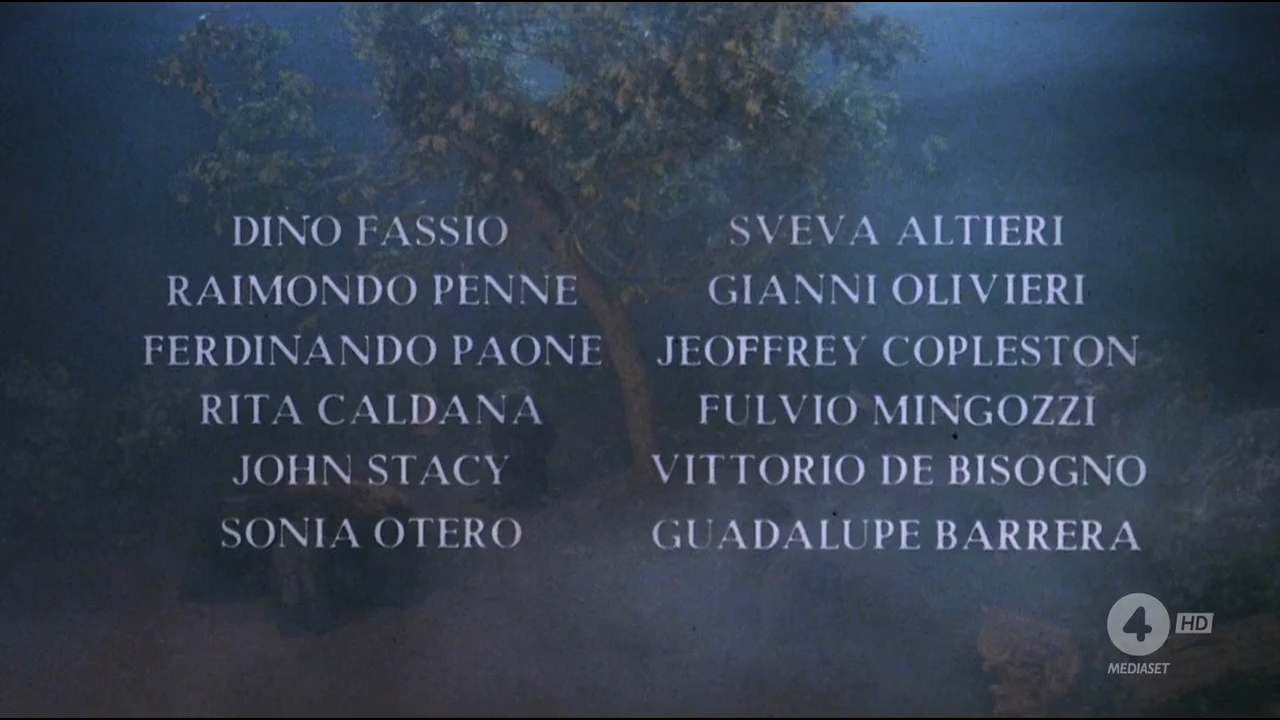 DINO FASSIO
RAIMONDO PENNE
FERDINANDO PAONE
RITA CALDANA
JOHN STACY
SONIA OTERO
SVEVA ALTIERI
GIANNI OLIVIERI
JEOFFREY COPLESTON
FULVIO MINGOZZI
VITTORIO DE BISOGNO
GUADALUPE BARRERA
4 HD
MEDIASET